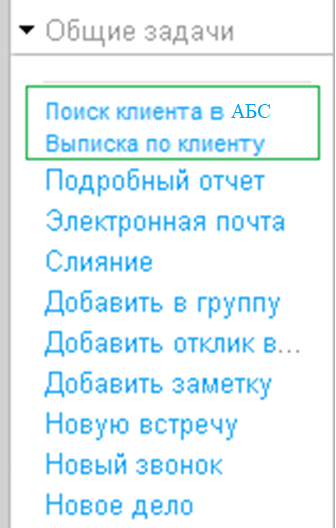 Общие задачи
Поиск клиента в АБС
Выписка по клиенту
Подробный отчет
Электронная почта
Слияние
Добавить в группу
Добавить отклик в...
Добавить заметку
Новую встречу
Новый звонок
Новое дело